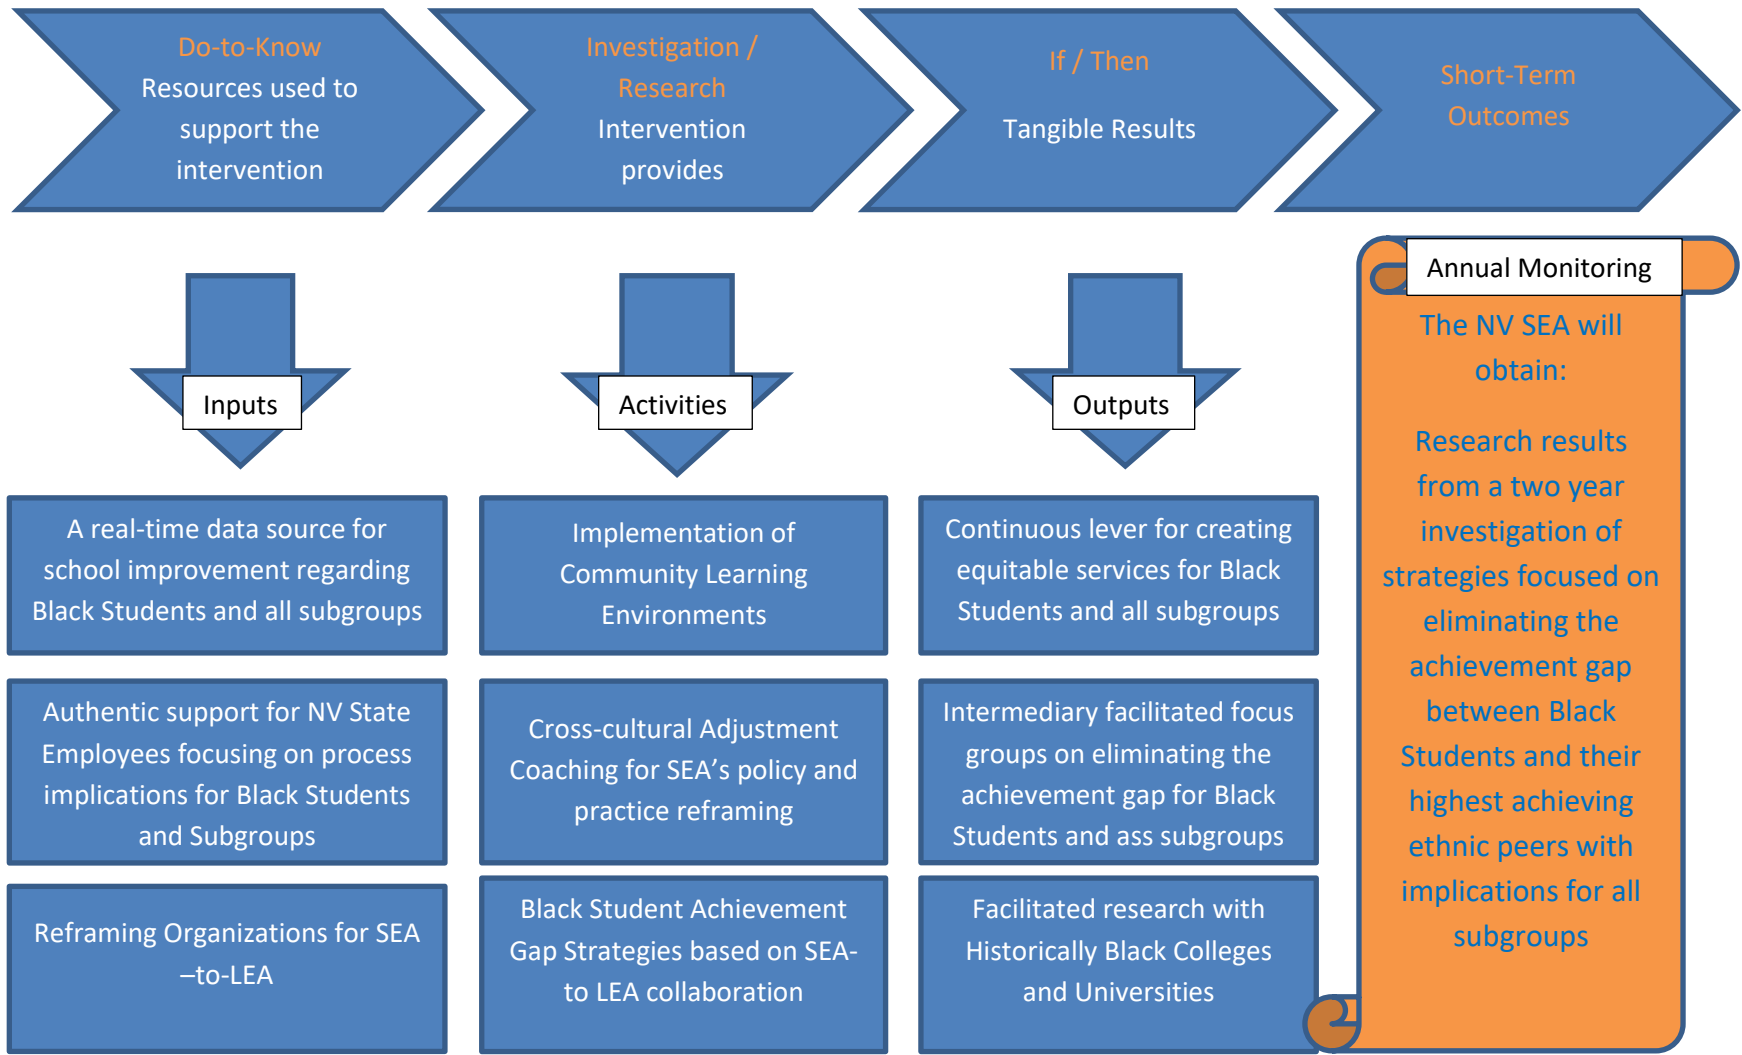 Do-to-Know
Resources used to
support the
intervention
Investigation /
Research
Intervention
provides
If / Then
Tangible Results
Short-Term
Outcomes
Inputs
Activities
Outputs
Annual Monitoring
A real-time data source for
school improvement regarding
Black Students and all subgroups
Authentic support for NV State
Employees focusing on process
implications for Black Students
and Subgroups
Reframing Organizations for SEA
–to-LEA
Implementation of
Community Learning
Environments
Cross-cultural Adjustment
Coaching for SEA’s policy and
practice reframing
Black Student Achievement
Gap Strategies based on SEA-
to LEA collaboration
Continuous lever for creating
equitable services for Black
Students and all subgroups
Intermediary facilitated focus
groups on eliminating the
achievement gap for Black
Students and ass subgroups
Facilitated research with
Historically Black Colleges
and Universities
The NV SEA will
obtain:
Research results
from a two year
investigation of
strategies focused on
eliminating the
achievement gap
between Black
Students and their
highest achieving
ethnic peers with
implications for all
subgroups